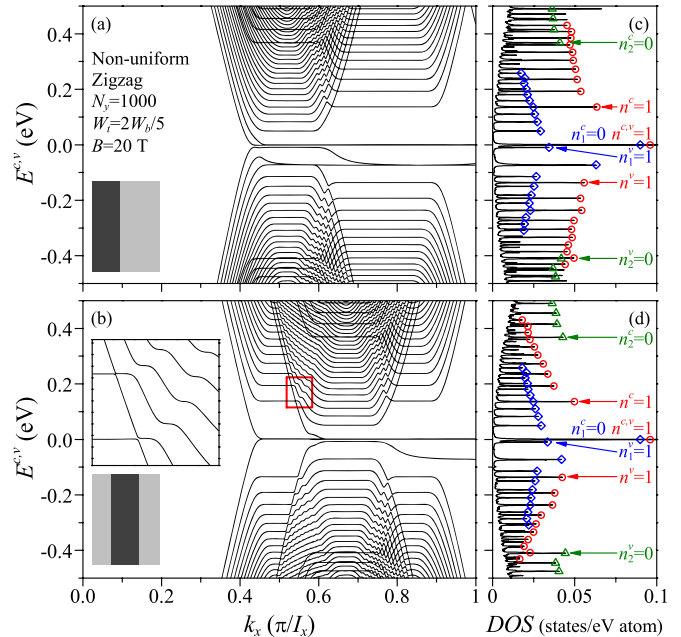 (a)
Non-uniform
Zigzag
N_y=1000
W_t=2W_b/5
B=20 T
E^{c,v} (eV)
0.4
0.2
0.0
-0.2
-0.4
(c)
n_2^c=0
n^c=1
n_1^c=0 n^{c,v}=1
n_1^v=1
n^v=1
n_2^v=0
(b)
E^{c,v} (eV)
0.4
0.2
0.0
-0.2
-0.4
0.0 0.2 0.4 0.6 0.8 1
k_x (π/I_x)
(d)
n_2^c=0
n^c=1
n_1^c=0 n^{c,v}=1
n_1^v=1
n^v=1
n_2^v=0
0.00 0.05 0.1
DOS (states/eV atom)